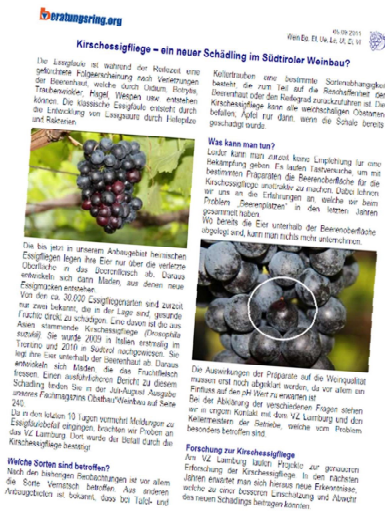 beratungsring.org
05.09.2011
Wein Bo, Et, Ue, La, Ul, Ei, Vi
Kirschessigfliege – ein neuer Schädling im Südtiroler Weinbau?
Die Essigfäule ist während der Reifezeit eine
gefürchtete Folgeerscheinung nach Verletzungen
der Beerenhaut, welche durch Oidium, Botrytis,
Traubenwickler, Hagel, Wespen usw. entstehen
können. Die klassische Essigfäule entsteht durch
die Entwicklung von Essigsäure durch Hefepilze
und Bakterien.
Die bis jetzt in unserem Anbaugebiet heimischen
Essigfliegen legen ihre Eier nur über die verletzte
Oberfläche in das Beerenfleisch ab. Daraus
entwickeln sich dann Maden, aus denen neue
Essigmücken entstehen.
Von den ca. 30.000 Essigfliegenarten sind zurzeit
nur zwei bekannt, die in der Lage sind, gesunde
Früchte direkt zu schädigen. Eine davon ist die aus
Asien stammende Kirschessigfliege (Drosophila
suzukii). Sie wurde 2009 in Italien erstmalig im
Trentino und 2010 in Südtirol nachgewiesen. Sie
legt ihre Eier unterhalb der Beerenhaut ab. Daraus
entwickeln sich Maden, die das Fruchtfleisch
fressen. Einen ausführlicheren Bericht zu diesem
Schädling finden Sie in der Juli-August Ausgabe
unseres Fachmagazins Obstbau*Weinbau auf Seite
240.
Da in den letzten 10 Tagen vermehrt Meldungen zu
Essigfäulebefall eingingen, brachten wir Proben an
das VZ Laimburg. Dort wurde der Befall durch die
Kirschessigfliege bestätigt.
Welche Sorten sind betroffen?
Nach den bisherigen Beobachtungen ist vor allem
die Sorte Vernatsch betroffen. Aus anderen
Anbaugebieten ist bekannt, dass bei Tafel- und
Keltertrauben eine bestimmte Sortenabhängigkeit
besteht, die zum Teil auf die Beschaffenheit der
Beerenhaut oder den Reifegrad zurückzuführen ist. Die
Kirschessigfliege kann alle weichschaligen Obstarten
befallen, Äpfel nur dann, wenn die Schale bereits
geschädigt wurde.
Was kann man tun?
Leider kann man zurzeit keine Empfehlung für eine
Bekämpfung geben. Es laufen Tastversuche, um mit
bestimmten Präparaten die Beerenoberfläche für die
Kirschessigfliege unattraktiv zu machen. Dabei lehnen
wir uns an die Erfahrungen an, welche wir beim
Problem „Beerenplatzen“ in den letzten Jahren
gesammelt haben.
Wo bereits die Eier unterhalb der Beerenoberhaut
abgelegt sind, kann man nichts mehr unternehmen.
Die Auswirkungen der Präparate auf die Weinqualität
müssen erst noch abgeklärt werden, da vor allem ein
Einfluss auf den pH Wert zu erwarten ist.
Bei der Abklärung der verschiedenen Fragen stehen
wir in engem Kontakt mit dem VZ Laimburg und den
Kellermeistern der Betriebe, welche vom Problem
besonders betroffen sind.
Forschung zur Kirschessigfliege
Am VZ Laimburg laufen Projekte zur genaueren
Erforschung der Kirschessigfliege. In den nächsten
Jahren erwartet man sich hieraus neue Erkenntnisse,
welche zu einer besseren Einschätzung und Abwehr
des neuen Schädlings beitragen könnten.